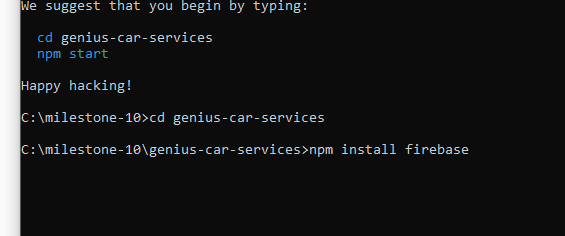 We suggest that you begin by typing:
cd genius-car-services
npm start
Happy hacking!
C:\milestone-10>cd genius-car-services
C:\milestone-10\genius-car-services>npm install firebase